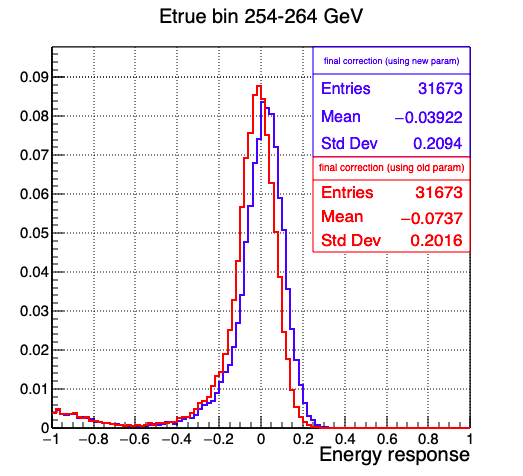 Etrue bin 254-264 GeV
final correction (using new param)
Entries 31673
Mean −0.03922
Std Dev 0.2094
final correction (using old param)
Entries 31673
Mean −0.0737
Std Dev 0.2016
0.09
0.08
0.07
0.06
0.05
0.04
0.03
0.02
0.01
0
−1 −0.8 −0.6 −0.4 −0.2 0 0.2 0.4 0.6 0.8 1
Energy response